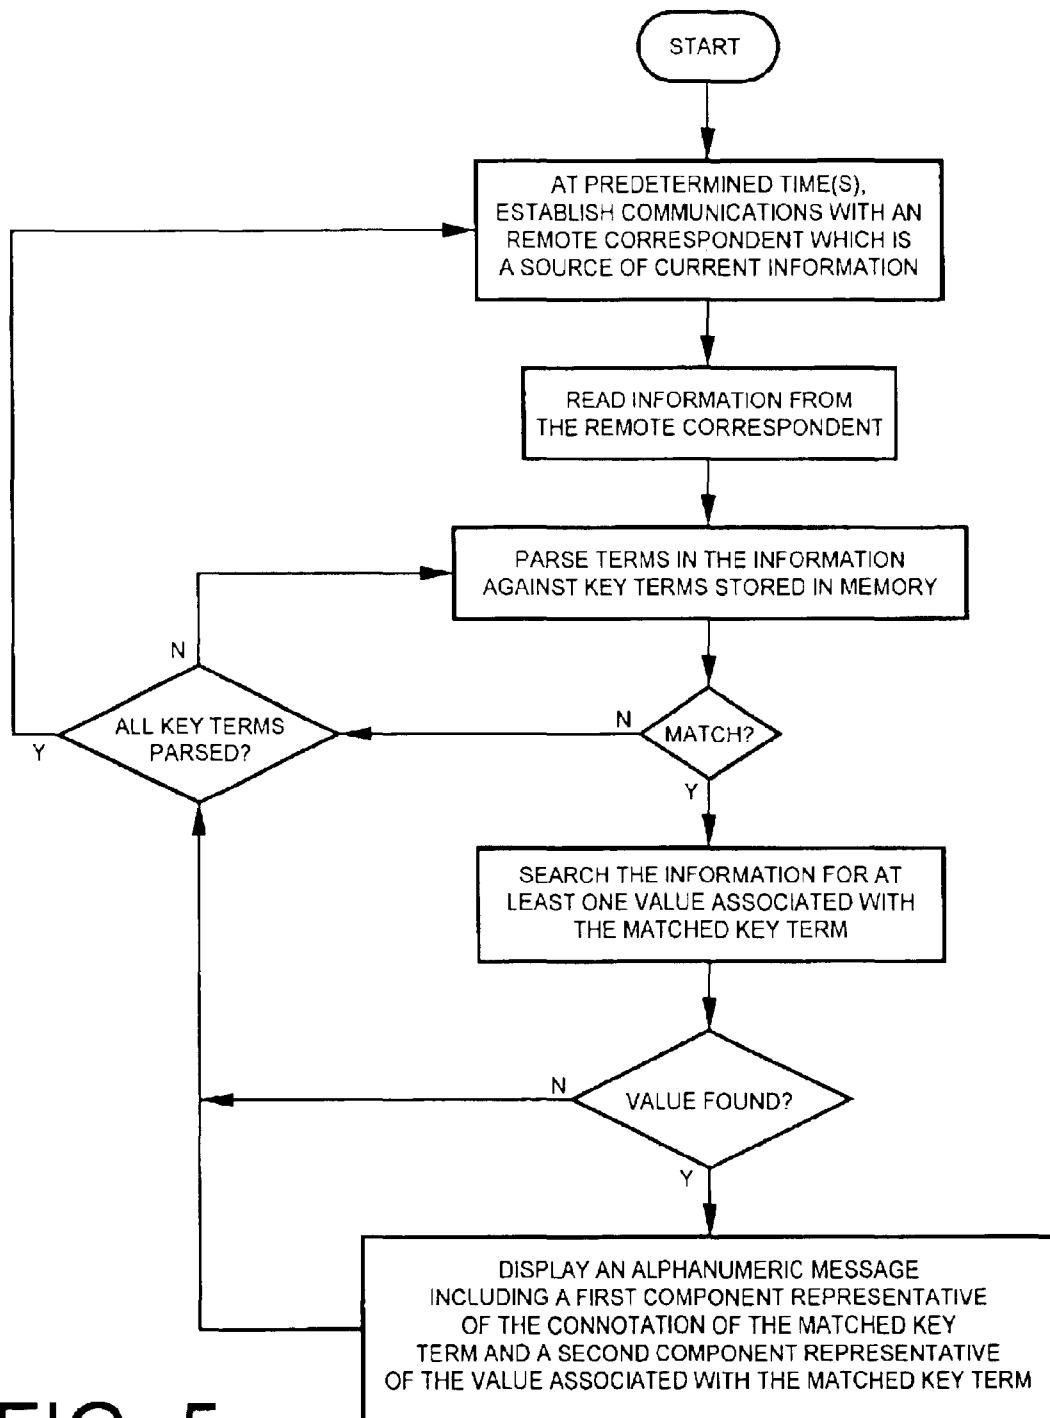 START
AT PREDETERMINED TIME(S),
ESTABLISH COMMUNICATIONS WITH AN
REMOTE CORRESPONDENT WHICH IS
A SOURCE OF CURRENT INFORMATION
READ INFORMATION FROM
THE REMOTE CORRESPONDENT
PARSE TERMS IN THE INFORMATION
AGAINST KEY TERMS STORED IN MEMORY
N
ALL KEY TERMS
PARSED?
Y
N
MATCH?
Y
SEARCH THE INFORMATION FOR AT
LEAST ONE VALUE ASSOCIATED WITH
THE MATCHED KEY TERM
N
VALUE FOUND?
Y
DISPLAY AN ALPHANUMERIC MESSAGE
INCLUDING A FIRST COMPONENT REPRESENTATIVE
OF THE CONNOTATION OF THE MATCHED KEY
TERM AND A SECOND COMPONENT REPRESENTATIVE
OF THE VALUE ASSOCIATED WITH THE MATCHED KEY TERM
FIG. 5